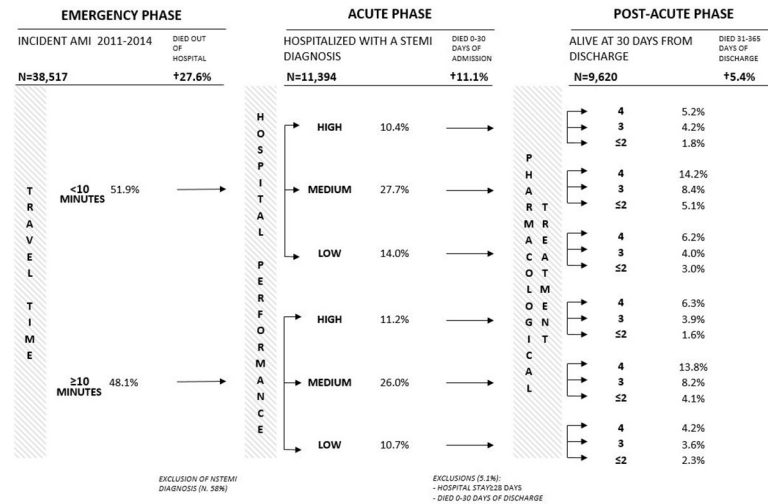 EMERGENCY PHASE
INCIDENT AMI 2011-2014
DIED OUT
OF
HOSPITAL
N=38,517 †27.6%
TRAVEL TIME
<10
MINUTES
51.9%
≥10
MINUTES
48.1%
EXCLUSION OF NSTEMI
DIAGNOSIS (N. 58%)
ACUTE PHASE
HOSPITALIZED WITH A STEMI
DIAGNOSIS
DIED 0-30
DAYS OF
ADMISSION
N=11,394 †11.1%
HOSPITAL PERFORMANCE
HIGH 10.4%
MEDIUM 27.7%
LOW 14.0%
HIGH 11.2%
MEDIUM 26.0%
LOW 10.7%
EXCLUSIONS (5.1%):
- HOSPITAL STAY≥28 DAYS
- DIED 0-30 DAYS OF DISCHARGE
POST-ACUTE PHASE
ALIVE AT 30 DAYS FROM
DISCHARGE
DIED 31-365
DAYS OF
DISCHARGE
N=9,620 †5.4%
PHARMACOLOGICAL
TREATMENT
4 5.2%
3 4.2%
≤2 1.8%
4 14.2%
3 8.4%
≤2 5.1%
4 6.2%
3 4.0%
≤2 3.0%
4 6.3%
3 3.9%
≤2 1.6%
4 13.8%
3 8.2%
≤2 4.1%
4 4.2%
3 3.6%
≤2 2.3%